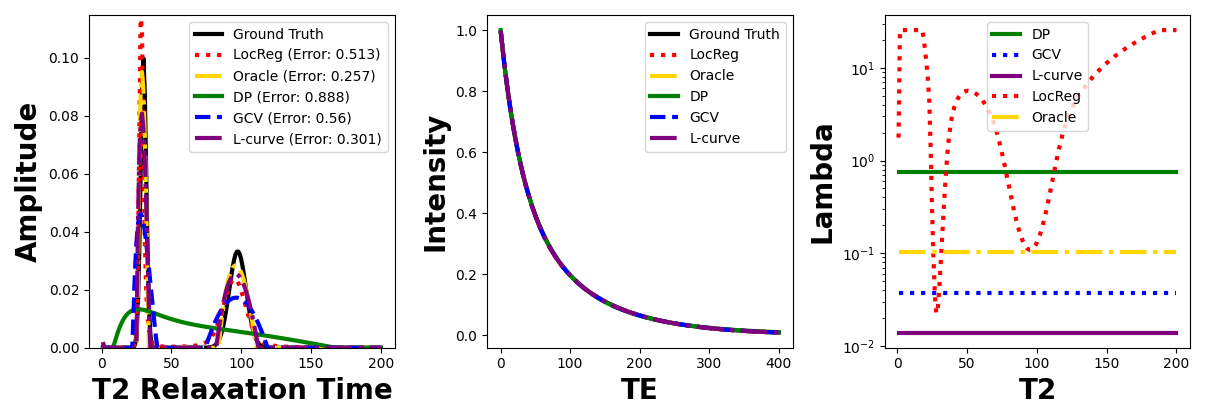 Amplitude
0.10
0.08
0.06
0.04
0.02
0.00
0
50
100
150
200
T2 Relaxation Time
Ground Truth
LocReg (Error: 0.513)
Oracle (Error: 0.257)
DP (Error: 0.888)
GCV (Error: 0.56)
L-curve (Error: 0.301)
Intensity
1.0
0.8
0.6
0.4
0.2
0.0
0
100
200
300
400
TE
Ground Truth
LocReg
Oracle
DP
GCV
L-curve
Lambda
10¹
10⁰
10⁻¹
10⁻²
0
50
100
150
200
T2
DP
GCV
L-curve
LocReg
Oracle